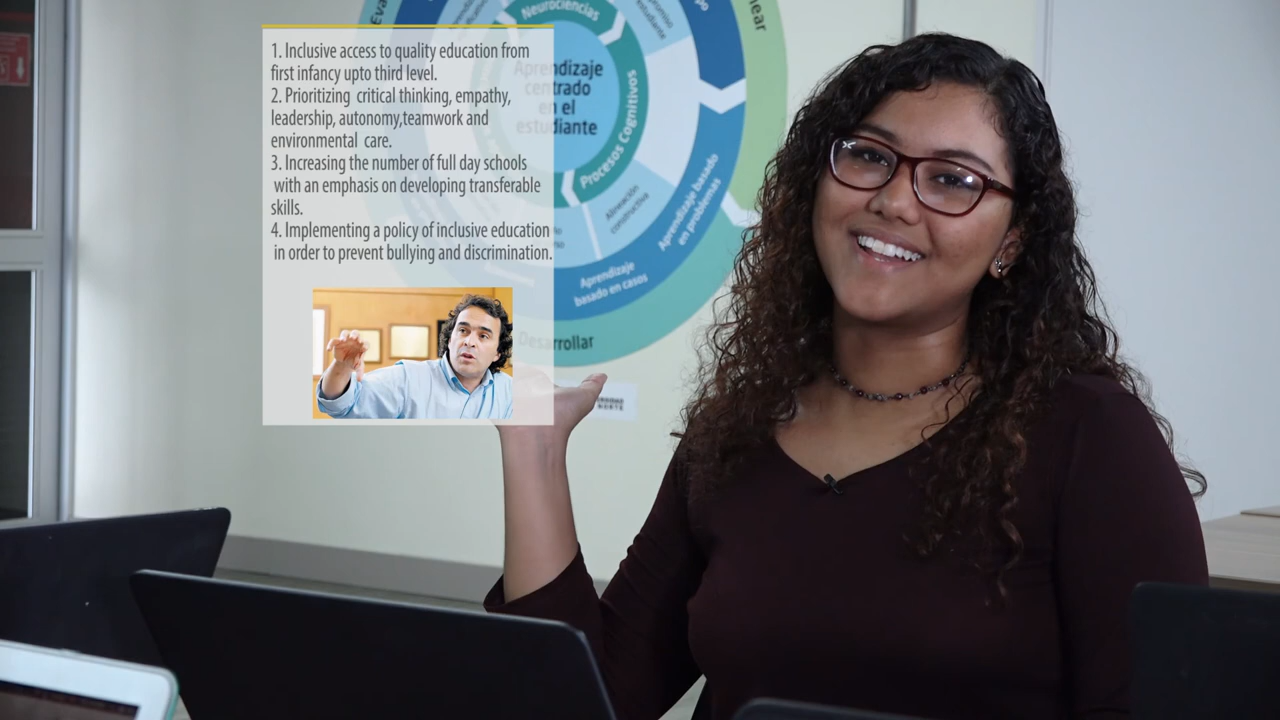 1. Inclusive access to quality education from
first infancy upto third level.
2. Prioritizing critical thinking, empathy,
leadership, autonomy,teamwork and
environmental care.
3. Increasing the number of full day schools
with an emphasis on developing transferable
skills.
4. Implementing a policy of inclusive education
in order to prevent bullying and discrimination.
Neurociencias
Aprendizaje
centrado
en el
estudiante
Procesos Cognitivos
Alineación
constructiva
Aprendizaje basado
en problemas
Aprendizaje
basado en casos
Desarrollar
estudiante